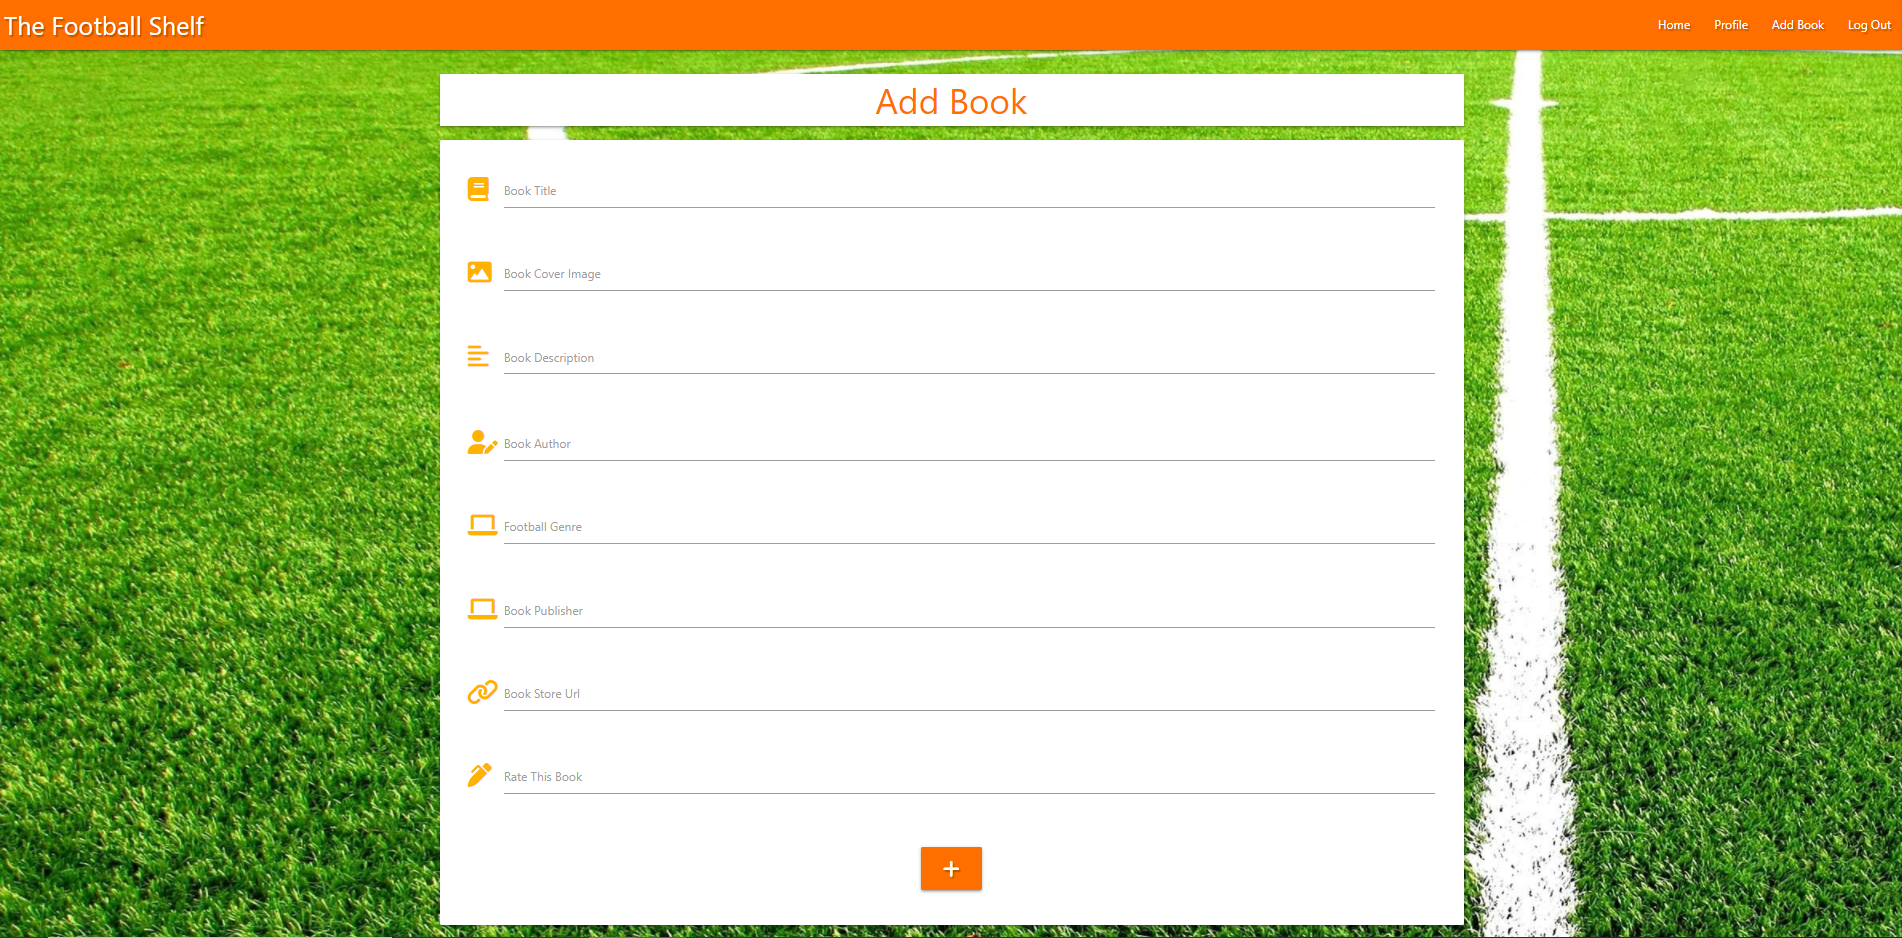 The Football Shelf
Home Profile Add Book Log Out
Add Book
Book Title
Book Cover Image
Book Description
Book Author
Football Genre
Book Publisher
Book Store Url
Rate This Book
+